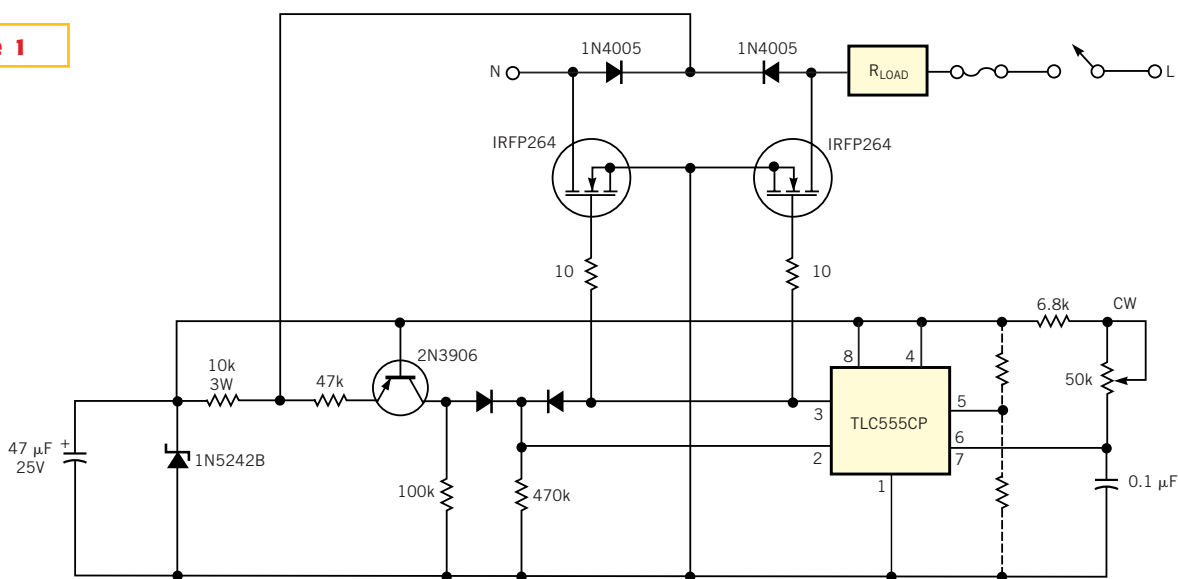 e 1
1N4005
1N4005
N
R_LOAD
L
IRFP264
IRFP264
10
10
6.8k
CW
2N3906
10k
3W
47k
8
4
50k
3
TLC555CP
5
6
7
2
47 µF
25V
+
1N5242B
100k
470k
1
0.1 µF